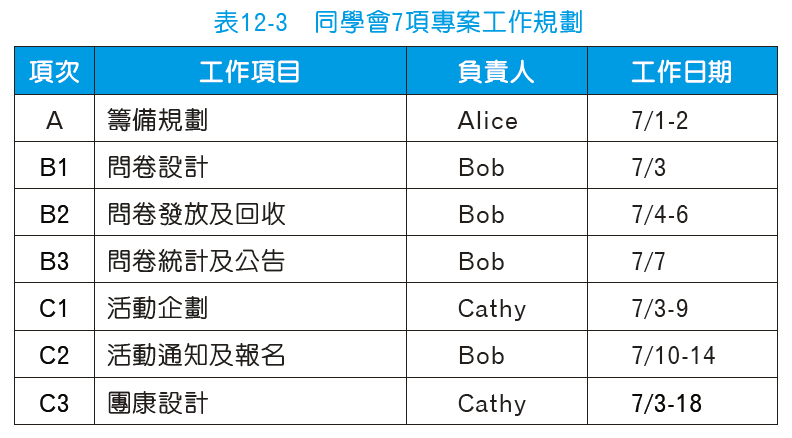 表12-3　同學會7項專案工作規劃
項次 工作項目 負責人 工作日期
A 籌備規劃 Alice 7/1-2
B1 問卷設計 Bob 7/3
B2 問卷發放及回收 Bob 7/4-6
B3 問卷統計及公告 Bob 7/7
C1 活動企劃 Cathy 7/3-9
C2 活動通知及報名 Bob 7/10-14
C3 團康設計 Cathy 7/3-18